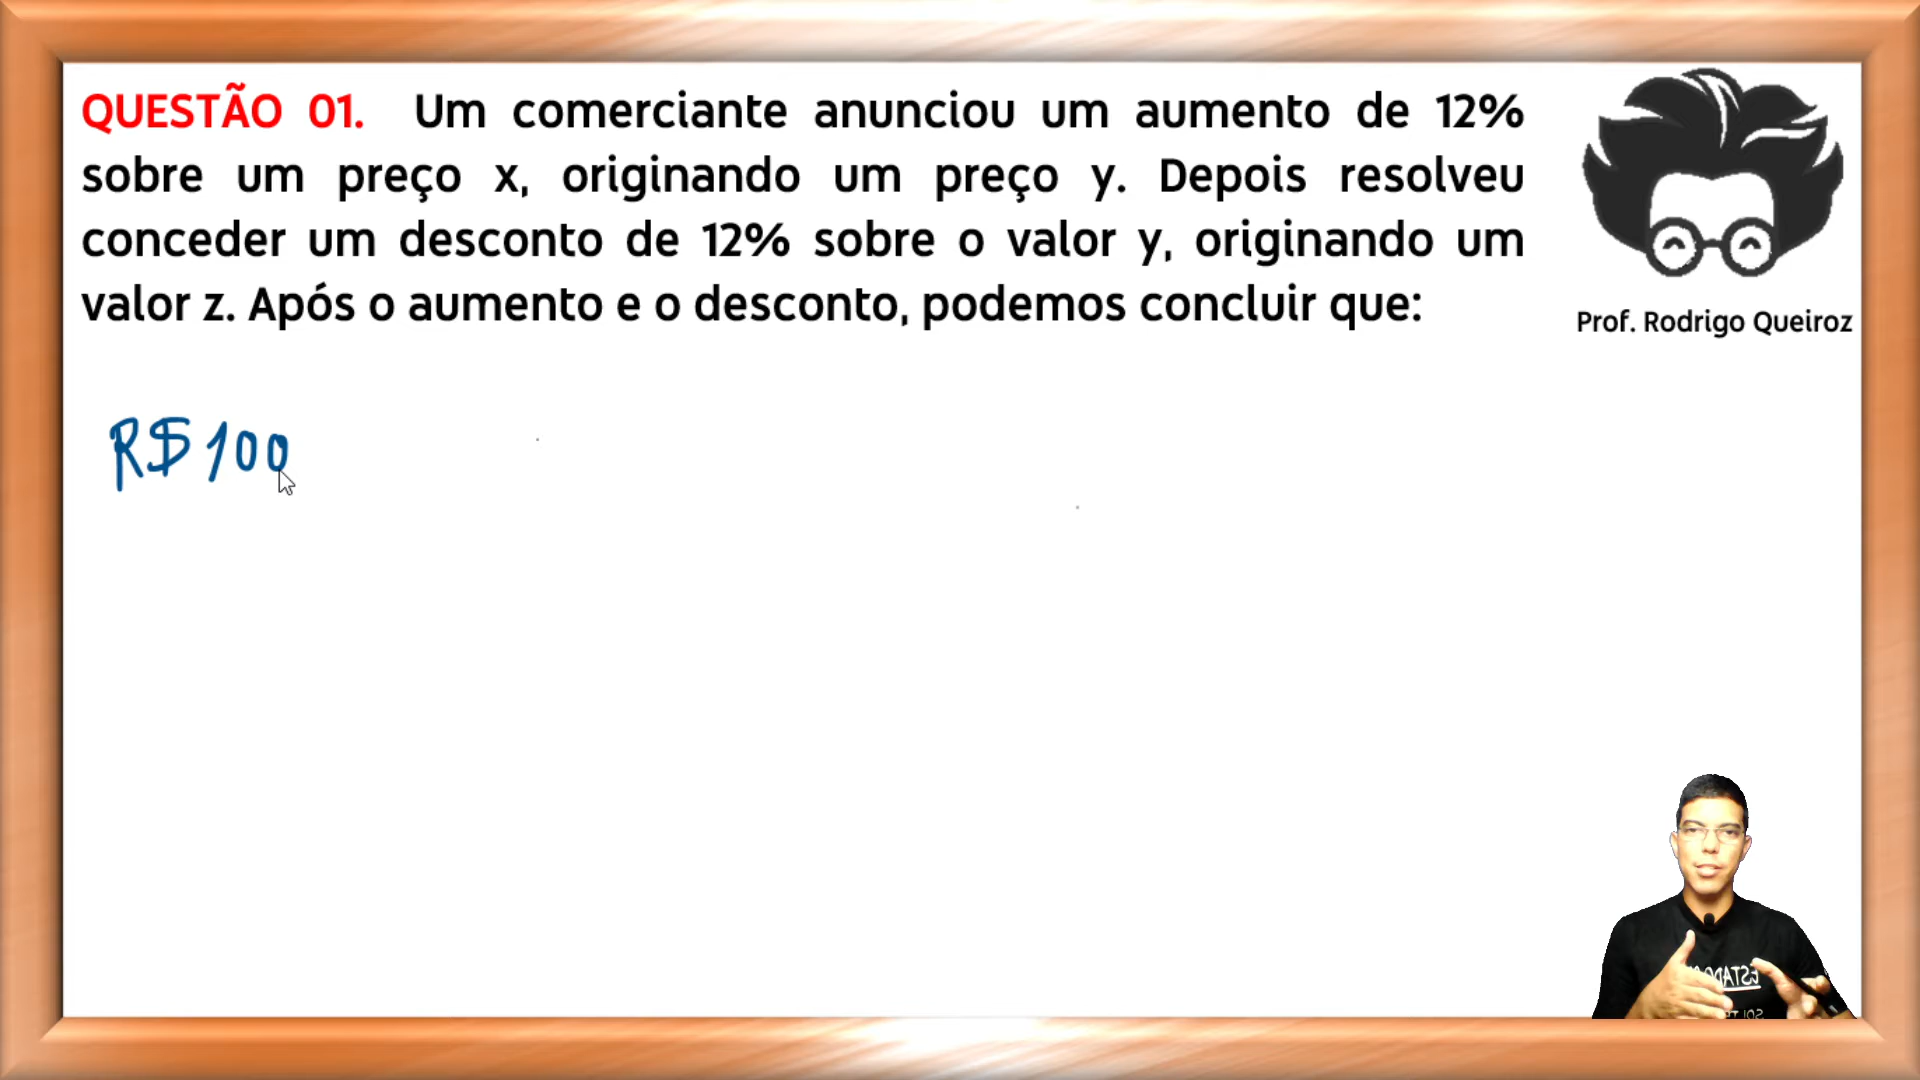 QUESTÃO 01. Um comerciante anunciou um aumento de 12%
sobre um preço x, originando um preço y. Depois resolveu
conceder um desconto de 12% sobre o valor y, originando um
valor z. Após o aumento e o desconto, podemos concluir que:
Prof. Rodrigo Queiroz
R$ 100